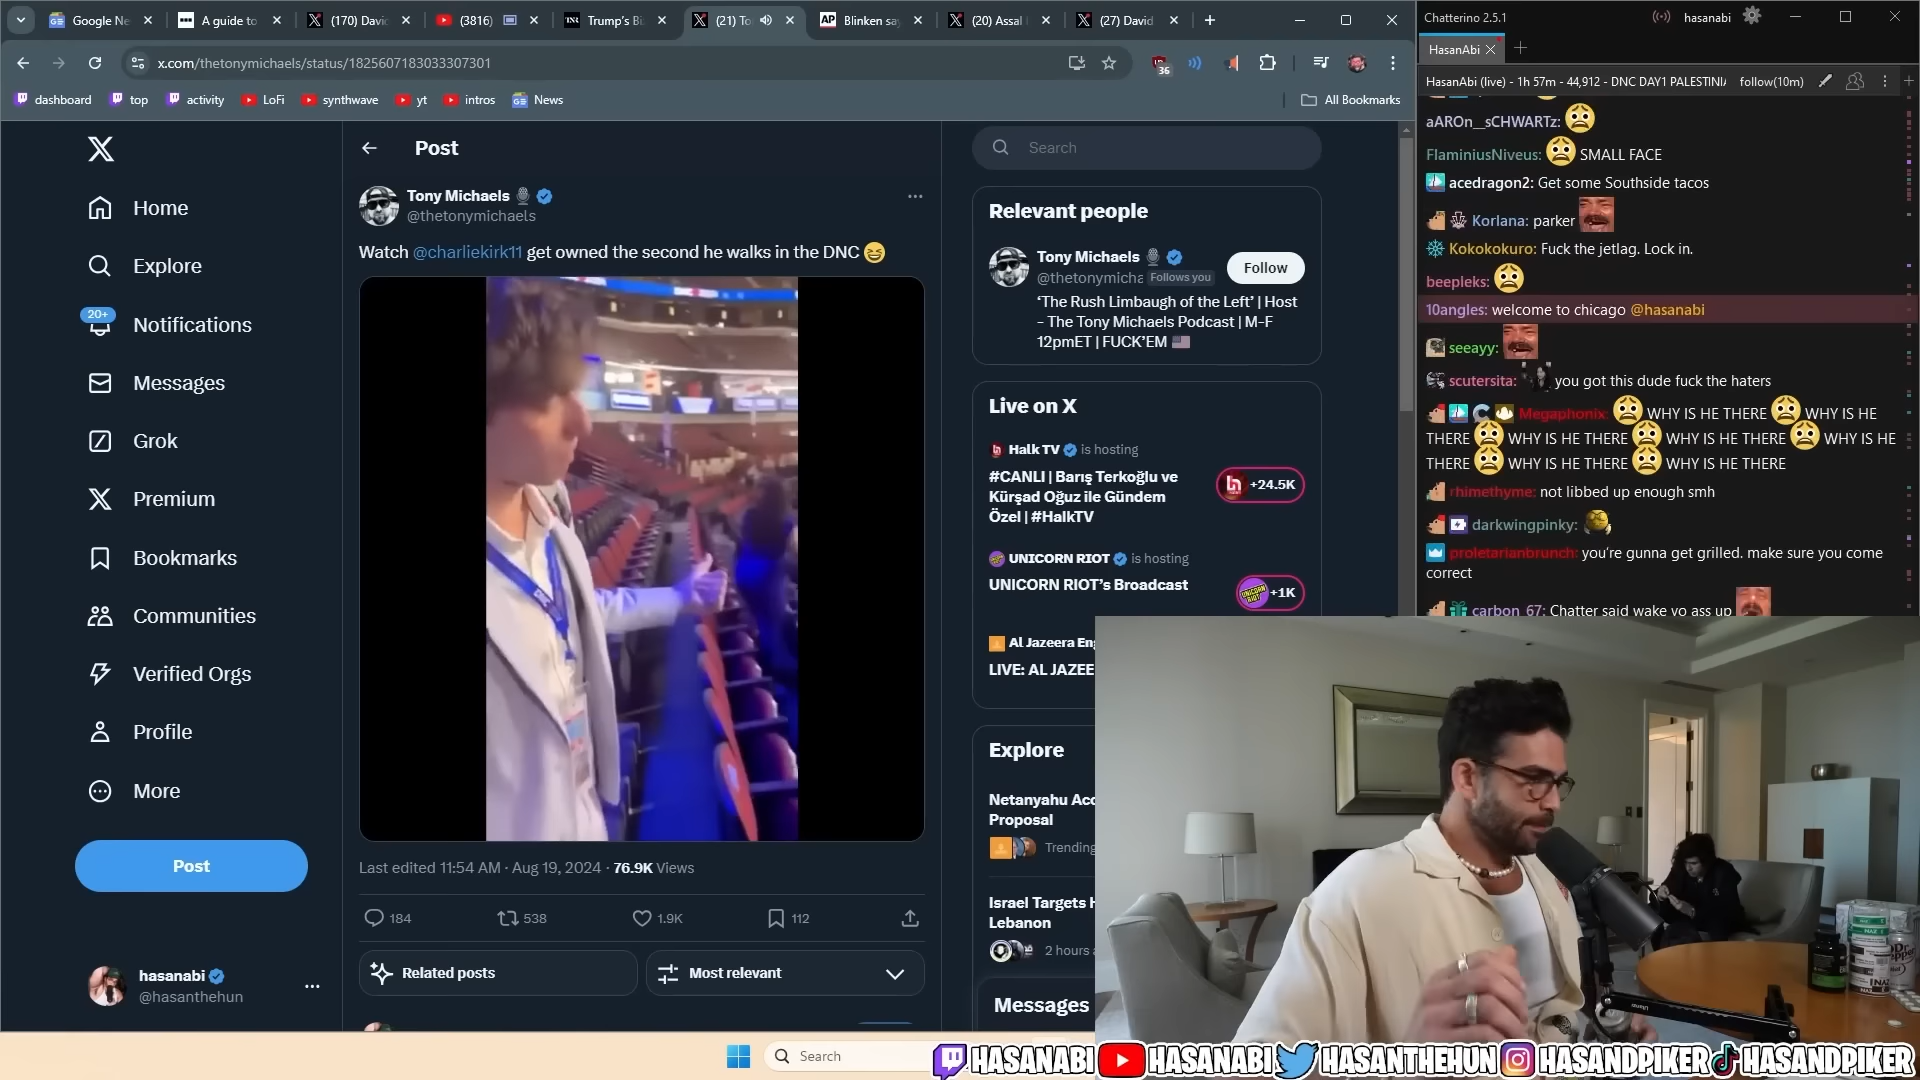 Google Ne
A guide to
(170) Davi
(3816)
Trump's Bi
(21) To
Blinken say
(20) Assal
(27) David
x.com/thetonymichaels/status/1825607183033307301
36
dashboard
top
activity
LoFi
synthwave
yt
intros
News
All Bookmarks
Home
Explore
20+
Notifications
Messages
Grok
Premium
Bookmarks
Communities
Verified Orgs
Profile
More
Post
hasanabi
@hasanthehun
Post
Tony Michaels
@thetonymichaels
Watch @charliekirk11 get owned the second he walks in the DNC
Last edited 11:54 AM · Aug 19, 2024 · 76.9K Views
184
538
1.9K
112
Related posts
Most relevant
Search
Relevant people
Tony Michaels
@thetonymicha
Follows you
Follow
'The Rush Limbaugh of the Left' | Host
- The Tony Michaels Podcast | M-F
12pmET | FUCK'EM
Live on X
Halk TV is hosting
#CANLI | Barış Terkoğlu ve
Kürşad Oğuz ile Gündem
Özel | #HalkTV
+24.5K
UNICORN RIOT is hosting
UNICORN RIOT's Broadcast
+1K
Al Jazeera En
LIVE: AL JAZEE
Explore
Netanyahu Acc
Proposal
Trending
Israel Targets H
Lebanon
2 hours a
Messages
Chatterino 2.5.1
hasanabi
HasanAbi
HasanAbi (live) - 1h 57m - 44,912 - DNC DAY1 PALESTINI
follow(10m)
aAROn__sCHWARTz:
FlaminiusNiveus: SMALL FACE
acedragon2: Get some Southside tacos
Korlana: parker
Kokokokuro: Fuck the jetlag. Lock in.
beepleks:
10angles: welcome to chicago @hasanabi
seeayy:
scutersita: you got this dude fuck the haters
Megaphonix: WHY IS HE THERE WHY IS HE
THERE WHY IS HE THERE WHY IS HE THERE WHY IS HE
THERE WHY IS HE THERE WHY IS HE THERE
rhimethyme: not libbed up enough smh
darkwingpinky:
proletarianbrunch: you're gunna get grilled. make sure you come
correct
carbon_67: Chatter said wake yo ass up
Search
HASANABI
HASANABI
HASANTHEHUN
HASANDPIKER
HASANDPIKER